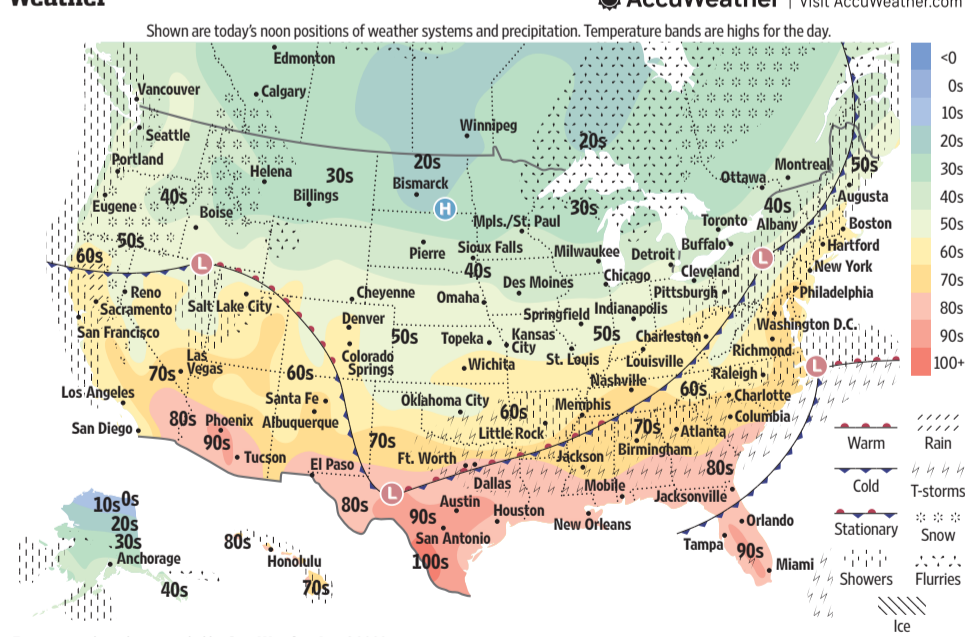 Weather
AccuWeather | Visit AccuWeather.com
Shown are today's noon positions of weather systems and precipitation. Temperature bands are highs for the day.
Edmonton
Calgary
Vancouver
Seattle
Winnipeg
20s
Portland
Helena
30s
20s
Bismarck
Montreal
50s
Ottawa
Billings
40s
Eugene
Boise
H
30s
40s
Augusta
Mpls./St. Paul
Toronto
Albany
Boston
50s
Buffalo
Hartford
60s
Pierre
Sioux Falls
Milwaukee
Detroit
L
L
40s
Chicago
Cleveland
New York
Reno
Des Moines
Pittsburgh
Philadelphia
Sacramento
Salt Lake City
Cheyenne
Omaha
Springfield
Indianapolis
San Francisco
Denver
50s
Topeka
Kansas
City
50s
Charleston
Washington D.C.
Las
Vegas
Colorado
Springs
Wichita
St. Louis
Louisville
Richmond
L
70s
60s
Nashville
60s
Raleigh
Los Angeles
Santa Fe
Oklahoma City
60s
Memphis
Charlotte
80s
Phoenix
Albuquerque
Little Rock
70s
Atlanta
Columbia
San Diego
90s
70s
Birmingham
Tucson
El Paso
Ft. Worth
Jackson
80s
Dallas
Mobile
Jacksonville
L
80s
Austin
90s
Houston
New Orleans
Orlando
San Antonio
Tampa
90s
100s
Miami
0s
10s
20s
30s
Anchorage
40s
80s
Honolulu
70s
<0
0s
10s
20s
30s
40s
50s
60s
70s
80s
90s
100+
Warm
Rain
Cold
T-storms
Stationary
Snow
Showers
Flurries
Ice